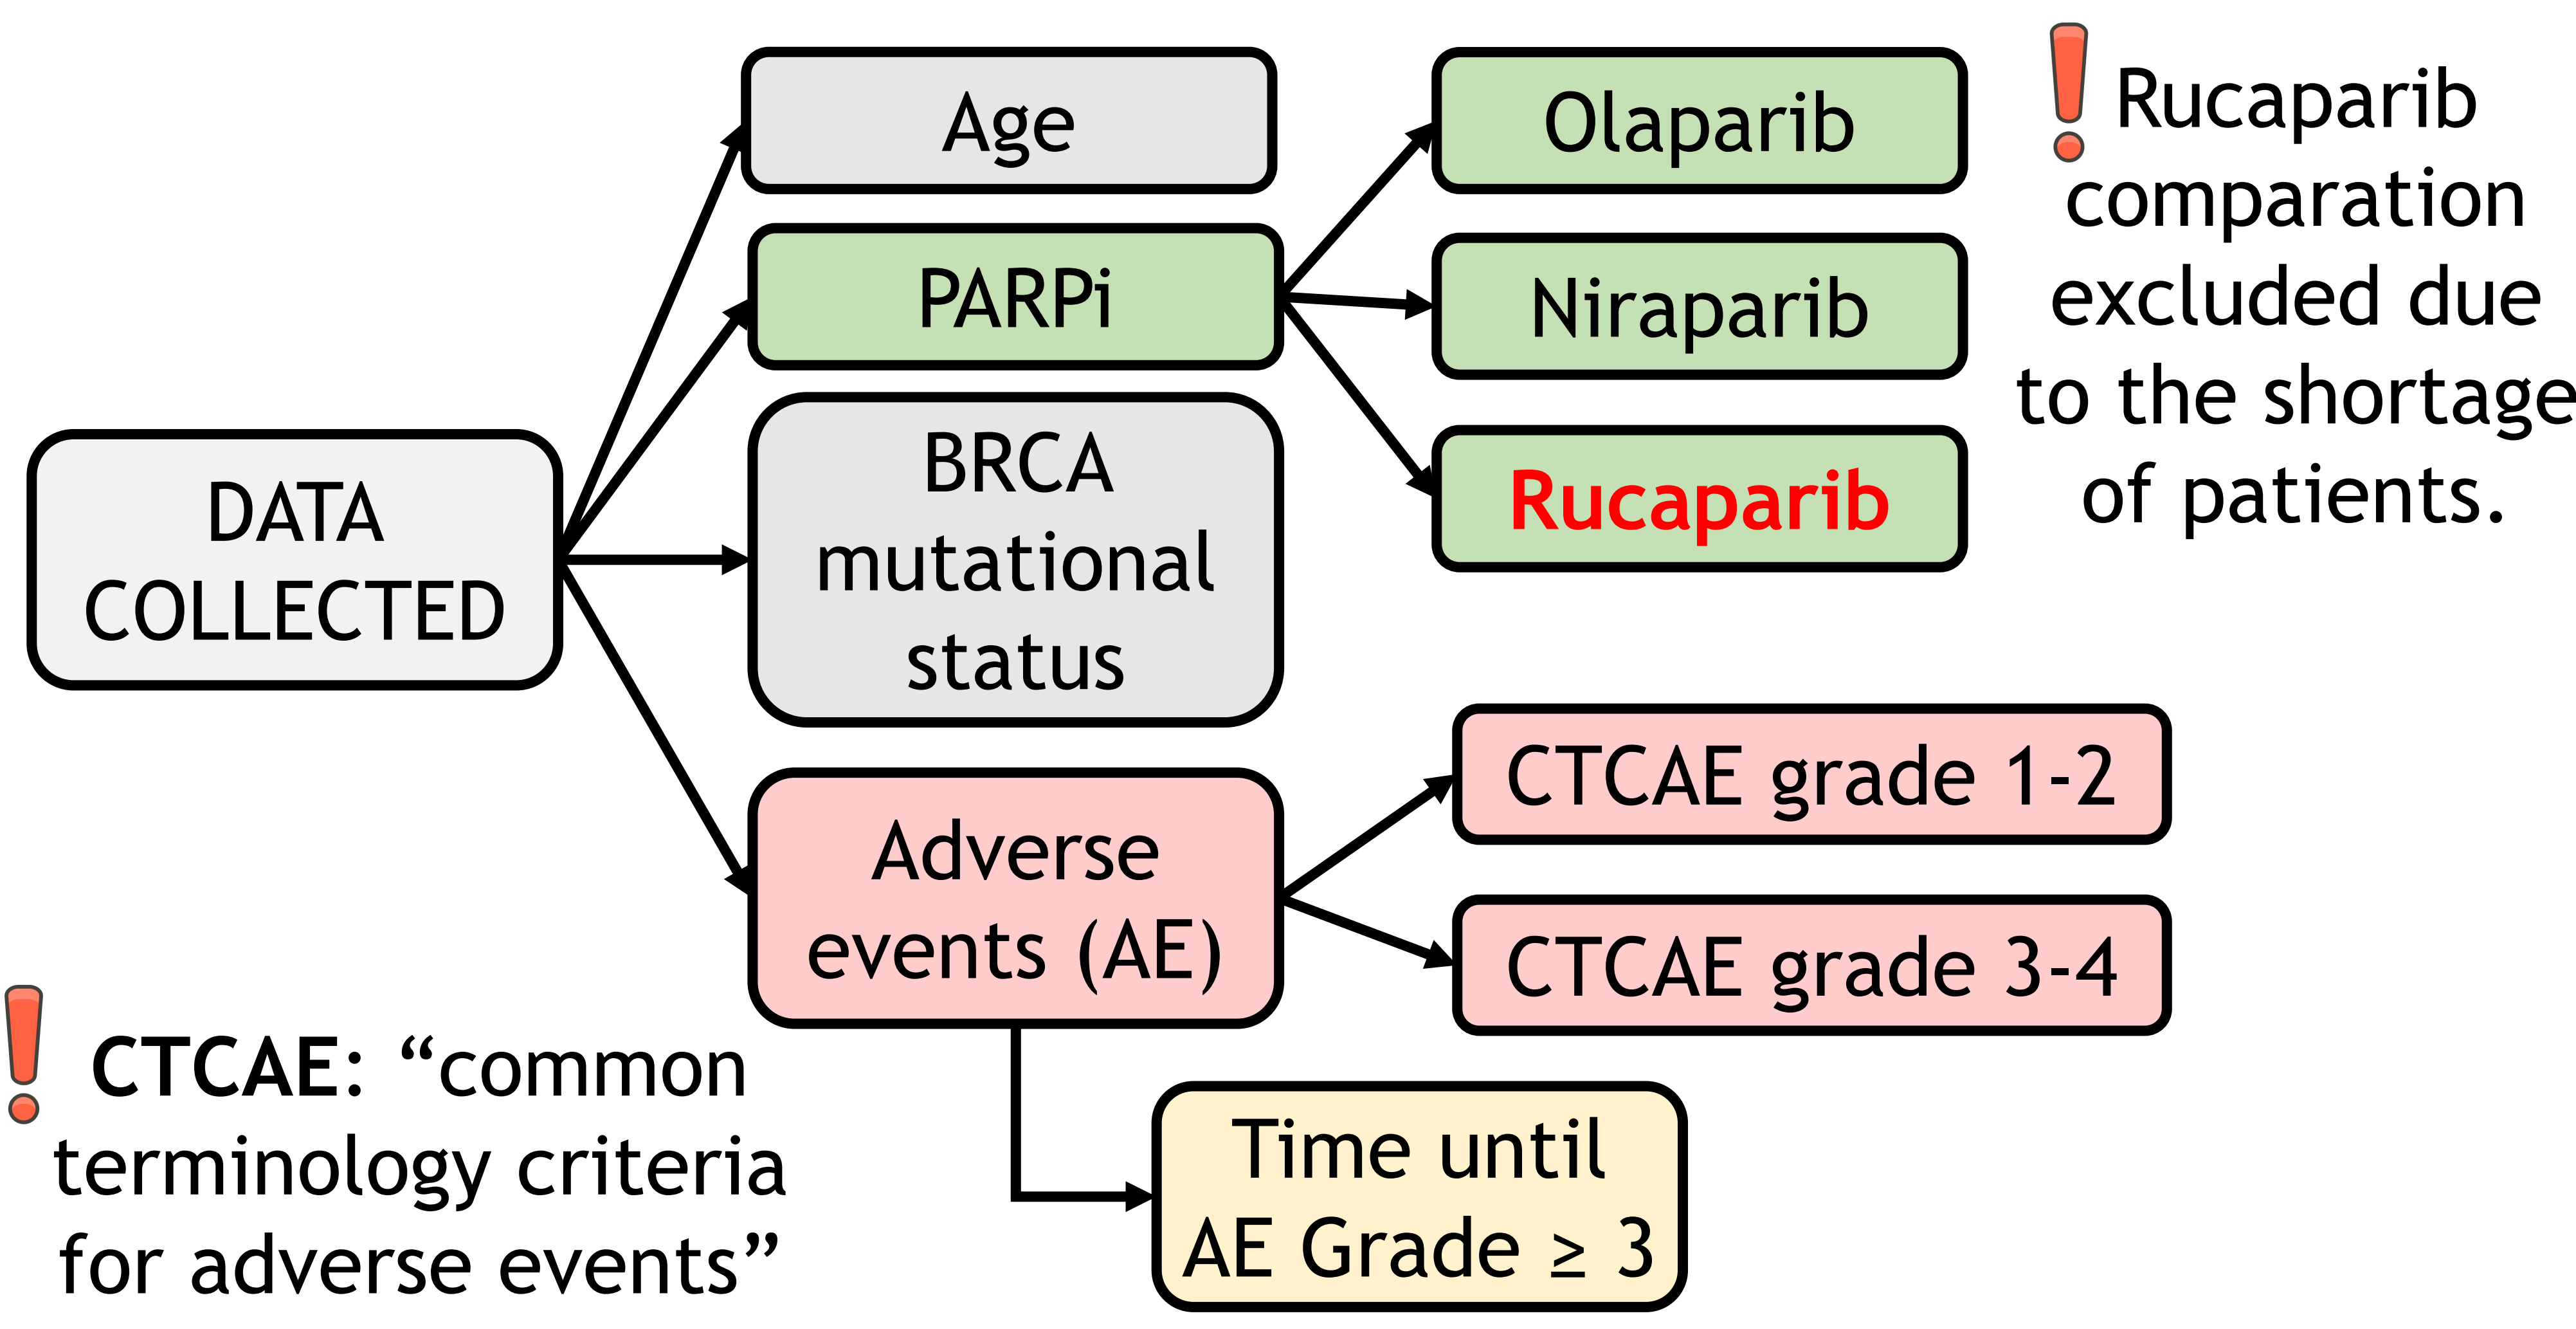 Age
Olaparib
Rucaparib
comparation
excluded due
to the shortage
of patients.
PARPi
Niraparib
Rucaparib
DATA
COLLECTED
BRCA
mutational
status
Adverse
events (AE)
CTCAE grade 1-2
CTCAE grade 3-4
CTCAE: “common
terminology criteria
for adverse events”
Time until
AE Grade ≥ 3